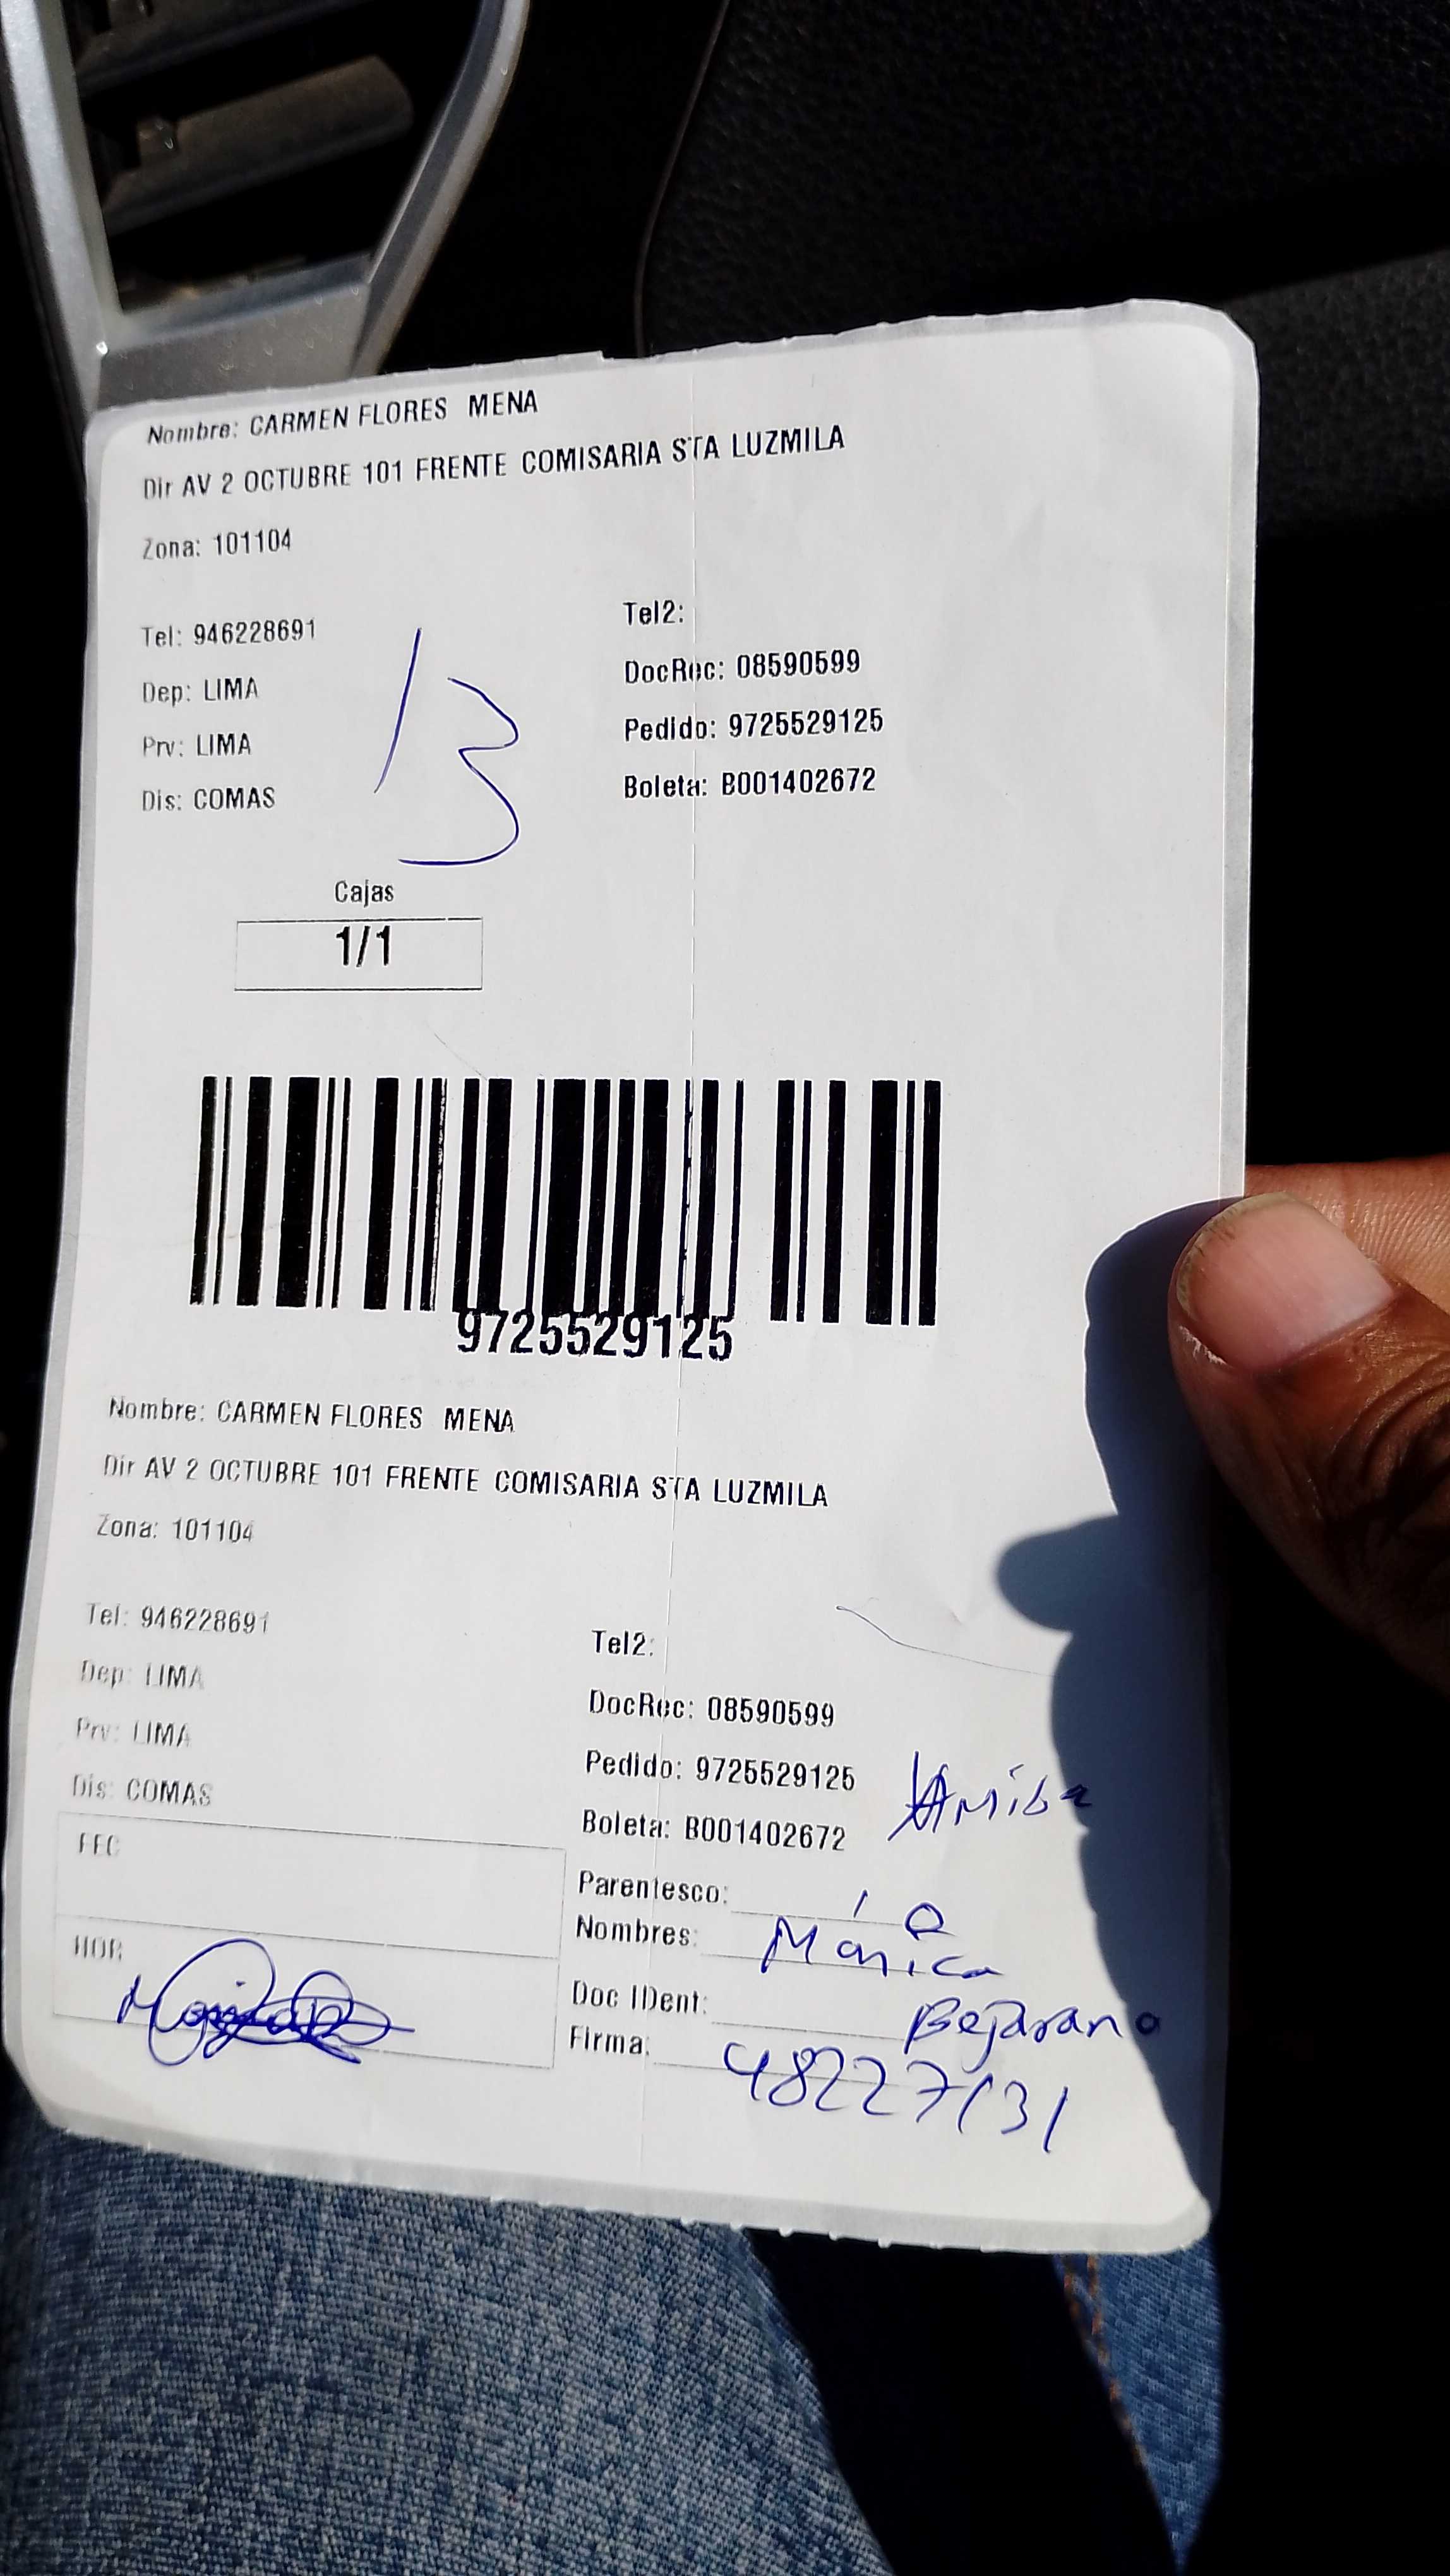 Nombre: CARMEN FLORES MENA
Dir AV 2 OCTUBRE 101 FRENTE COMISARIA STA LUZMILA
Zona: 101104
Tel: 946228691
Tel2:
Dep: LIMA
DocRec: 08590599
Prv: LIMA
Pedido: 9725529125
Dis: COMAS
Boleta: B001402672
13
Cajas
1/1
9725529125
Nombre: CARMEN FLORES MENA
Dir AV 2 OCTUBRE 101 FRENTE COMISARIA STA LUZMILA
Zona: 101104
Tel: 946228691
Tel2:
Dep: LIMA
DocRec: 08590599
Prv: LIMA
Pedido: 9725529125
Dis: COMAS
Boleta: B001402672
FEC
Parentesco:
Nombres: Mónica
HOR
Doc IDent: Bejarano
Firma: 48227131